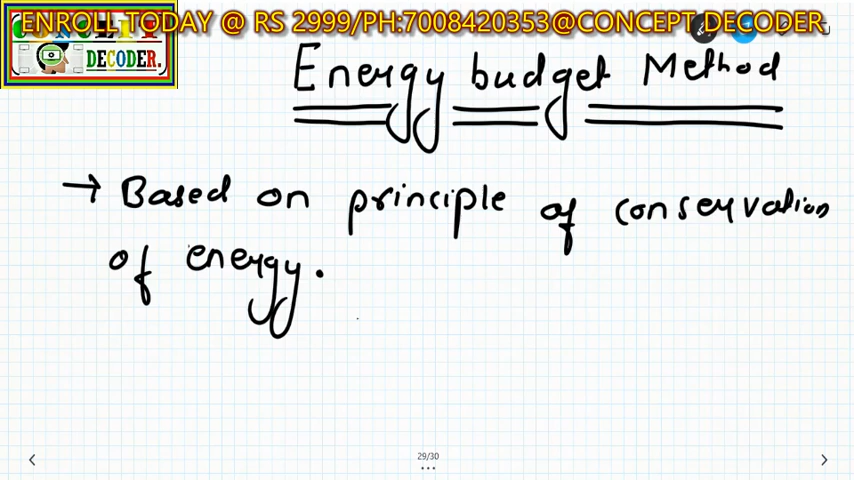 ENROLL TODAY @ RS 2999/PH:7008420353@CONCEPT DECODER
DECODER.
Energy budget Method
→ Based on principle of conservation
of energy.
29/30